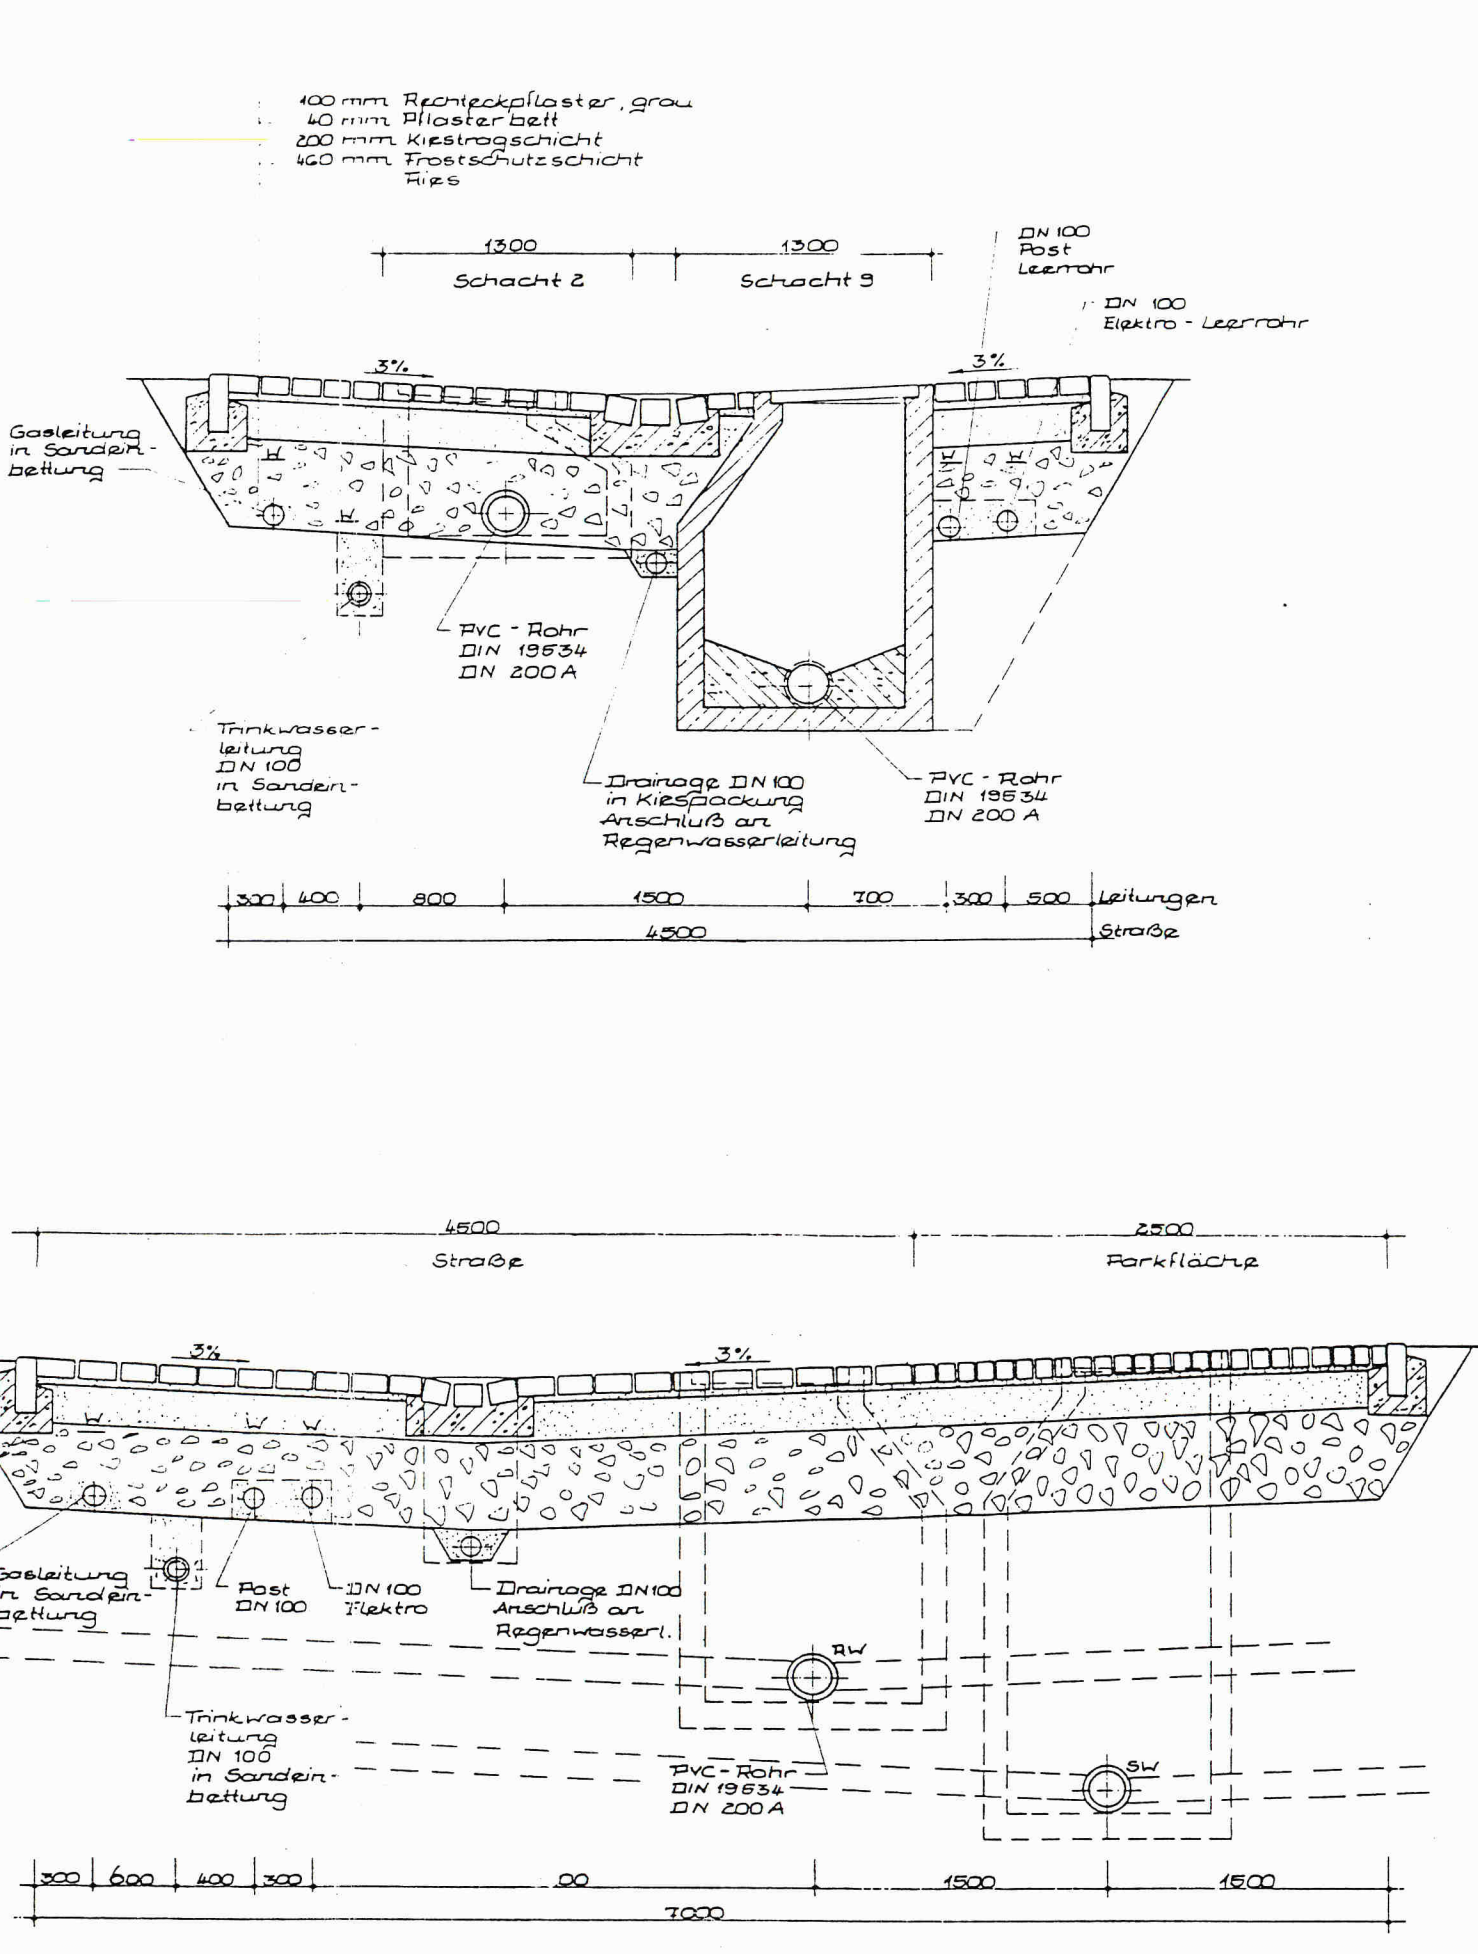 100 mm Rechteckpflaster, grau
40 mm Pflasterbett
200 mm Kiestragschicht
460 mm Frostschutzschicht
Kies
1300
1300
Schacht 2
Schacht 9
DN 100
Post
Leerrohr
DN 100
Elektro - Leerrohr
3%
3%
Gasleitung
in Sandein-
bettung
PVC - Rohr
DIN 19534
DN 200 A
Trinkwasser-
leitung
DN 100
in Sandein-
bettung
Drainage DN 100
in Kiespackung
Anschluß an
Regenwasserleitung
PVC - Rohr
DIN 19534
DN 200 A
300 400 800 1500 700 300 500 Leitungen
4500 Straße
4500 2500
Straße Parkfläche
3% 3%
Gasleitung
in Sandein-
bettung
Post
DN 100
DN 100
Elektro
Drainage DN 100
Anschluß an
Regenwasserl.
RW
Trinkwasser-
leitung
DN 100
in Sandein-
bettung
PVC - Rohr
DIN 19534
DN 200 A
SW
300 600 400 300 00 1500 1500
7000